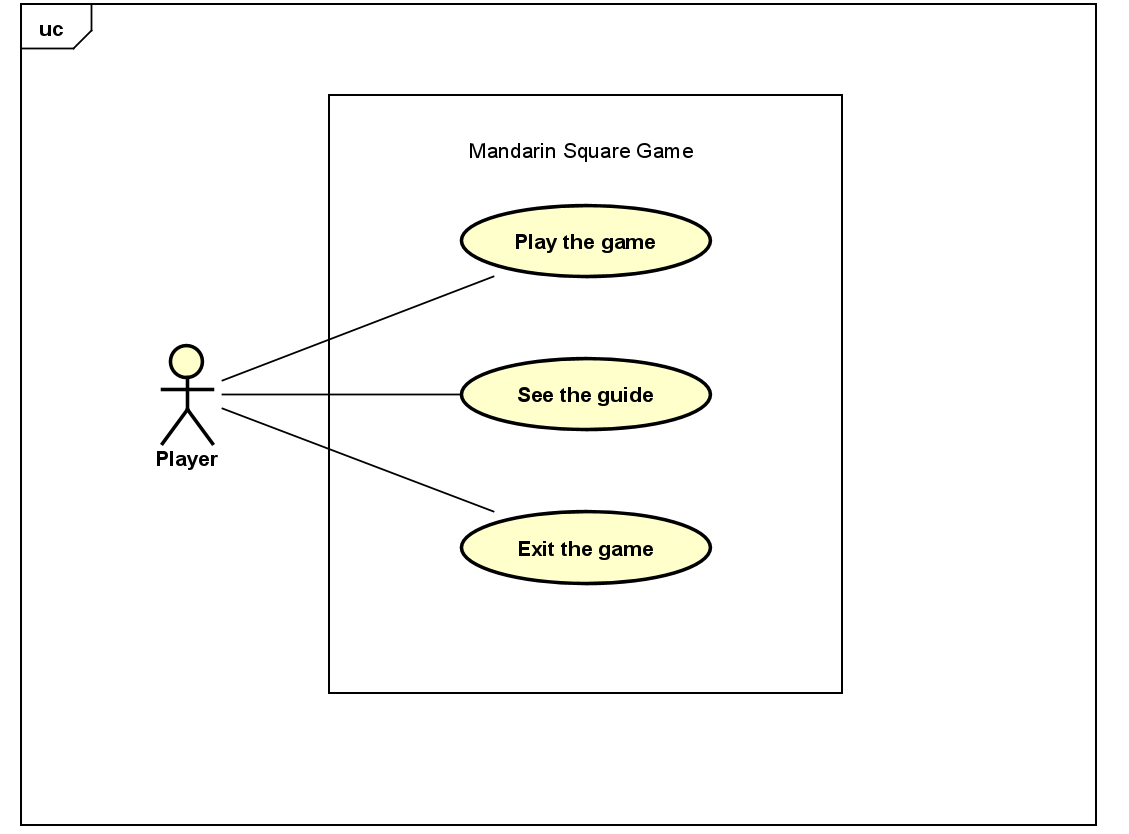 uc
Mandarin Square Game
Play the game
See the guide
Player
Exit the game